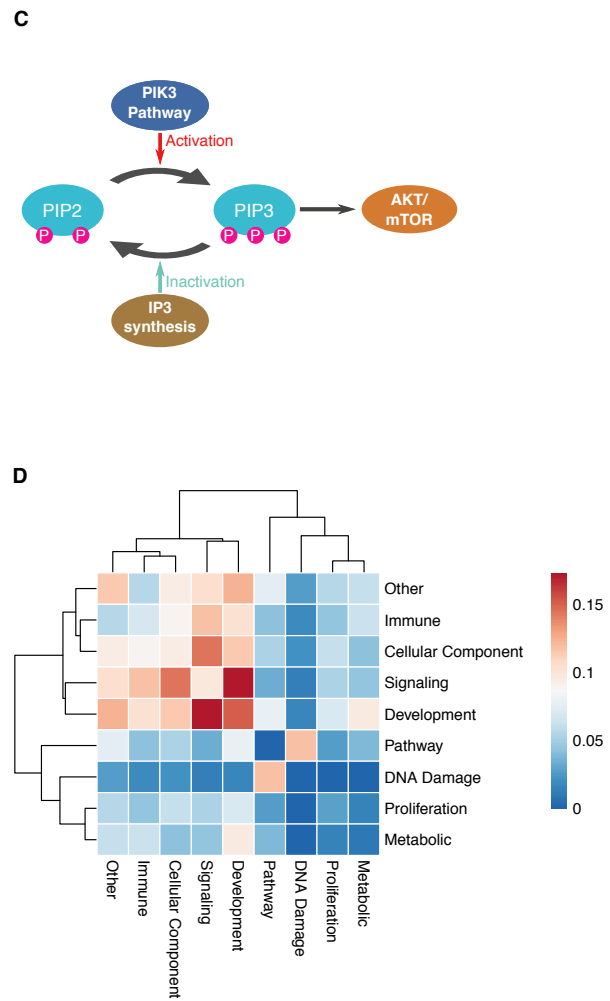 C
PIK3
Pathway
Activation
PIP2
PIP3
AKT/
mTOR
P P
P P P
Inactivation
IP3
synthesis
D
Other
Immune
Cellular Component
Signaling
Development
Pathway
DNA Damage
Proliferation
Metabolic
0.15
0.1
0.05
0
Other
Immune
Cellular Component
Signaling
Development
Pathway
DNA Damage
Proliferation
Metabolic